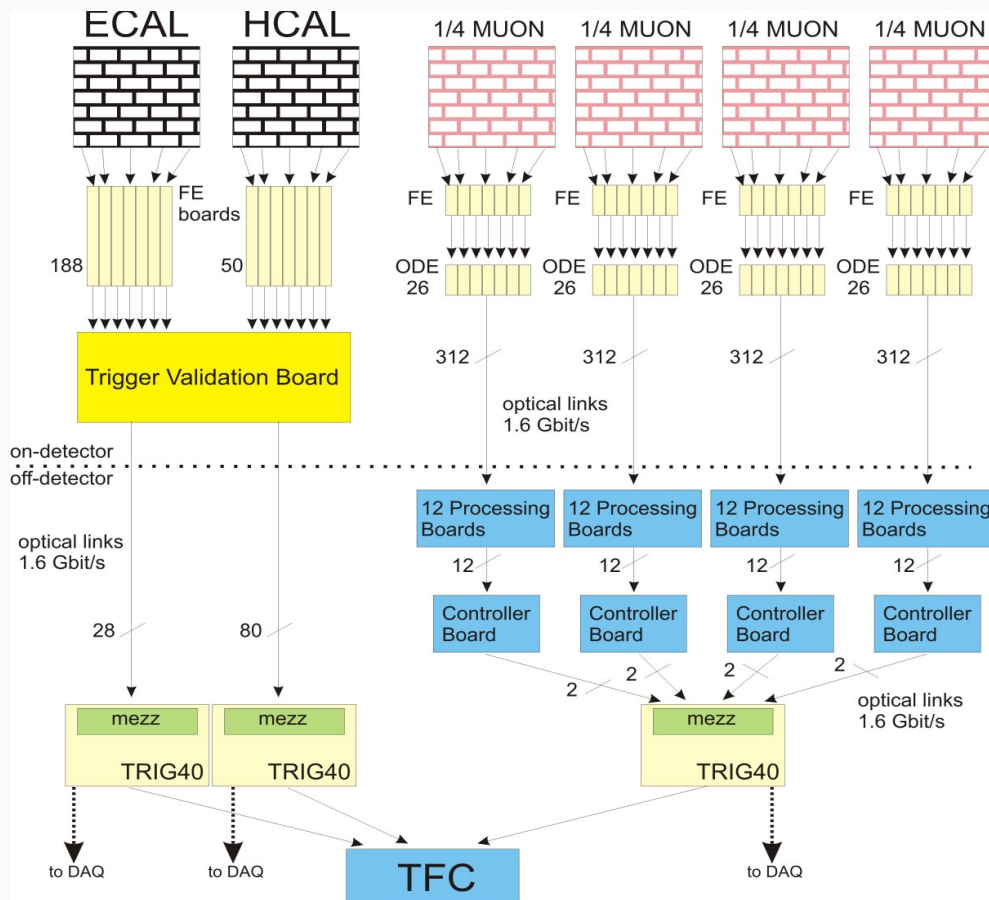 ECAL
HCAL
1/4 MUON
1/4 MUON
1/4 MUON
1/4 MUON
FE
boards
188
50
FE
FE
FE
FE
ODE
26
ODE
26
ODE
26
ODE
26
Trigger Validation Board
312
312
312
312
optical links
1.6 Gbit/s
on-detector
off-detector
12 Processing
Boards
12 Processing
Boards
12 Processing
Boards
12 Processing
Boards
optical links
1.6 Gbit/s
12
12
12
12
28
80
Controller
Board
Controller
Board
Controller
Board
Controller
Board
2
2
2
2
optical links
1.6 Gbit/s
mezz
TRIG40
mezz
TRIG40
mezz
TRIG40
to DAQ
to DAQ
TFC
to DAQ